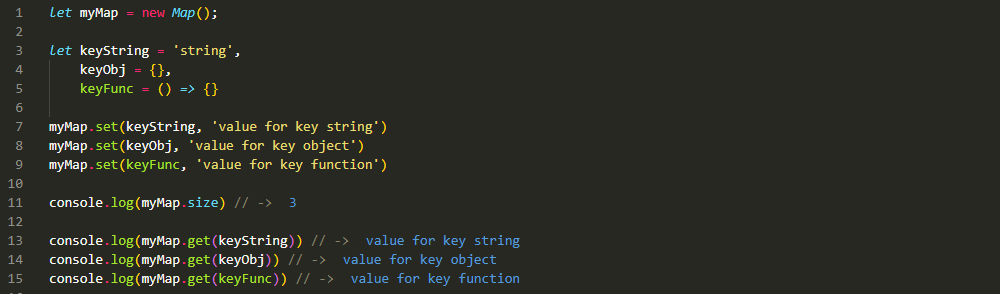 1 let myMap = new Map();
2
3 let keyString = 'string',
4     keyObj = {},
5     keyFunc = () => {}
6
7 myMap.set(keyString, 'value for key string')
8 myMap.set(keyObj, 'value for key object')
9 myMap.set(keyFunc, 'value for key function')
10
11 console.log(myMap.size) // -> 3
12
13 console.log(myMap.get(keyString)) // -> value for key string
14 console.log(myMap.get(keyObj)) // -> value for key object
15 console.log(myMap.get(keyFunc)) // -> value for key function